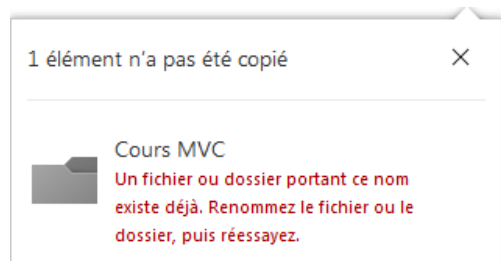 1 élément n'a pas été copié
Cours MVC
Un fichier ou dossier portant ce nom
existe déjà. Renommez le fichier ou le
dossier, puis réessayez.